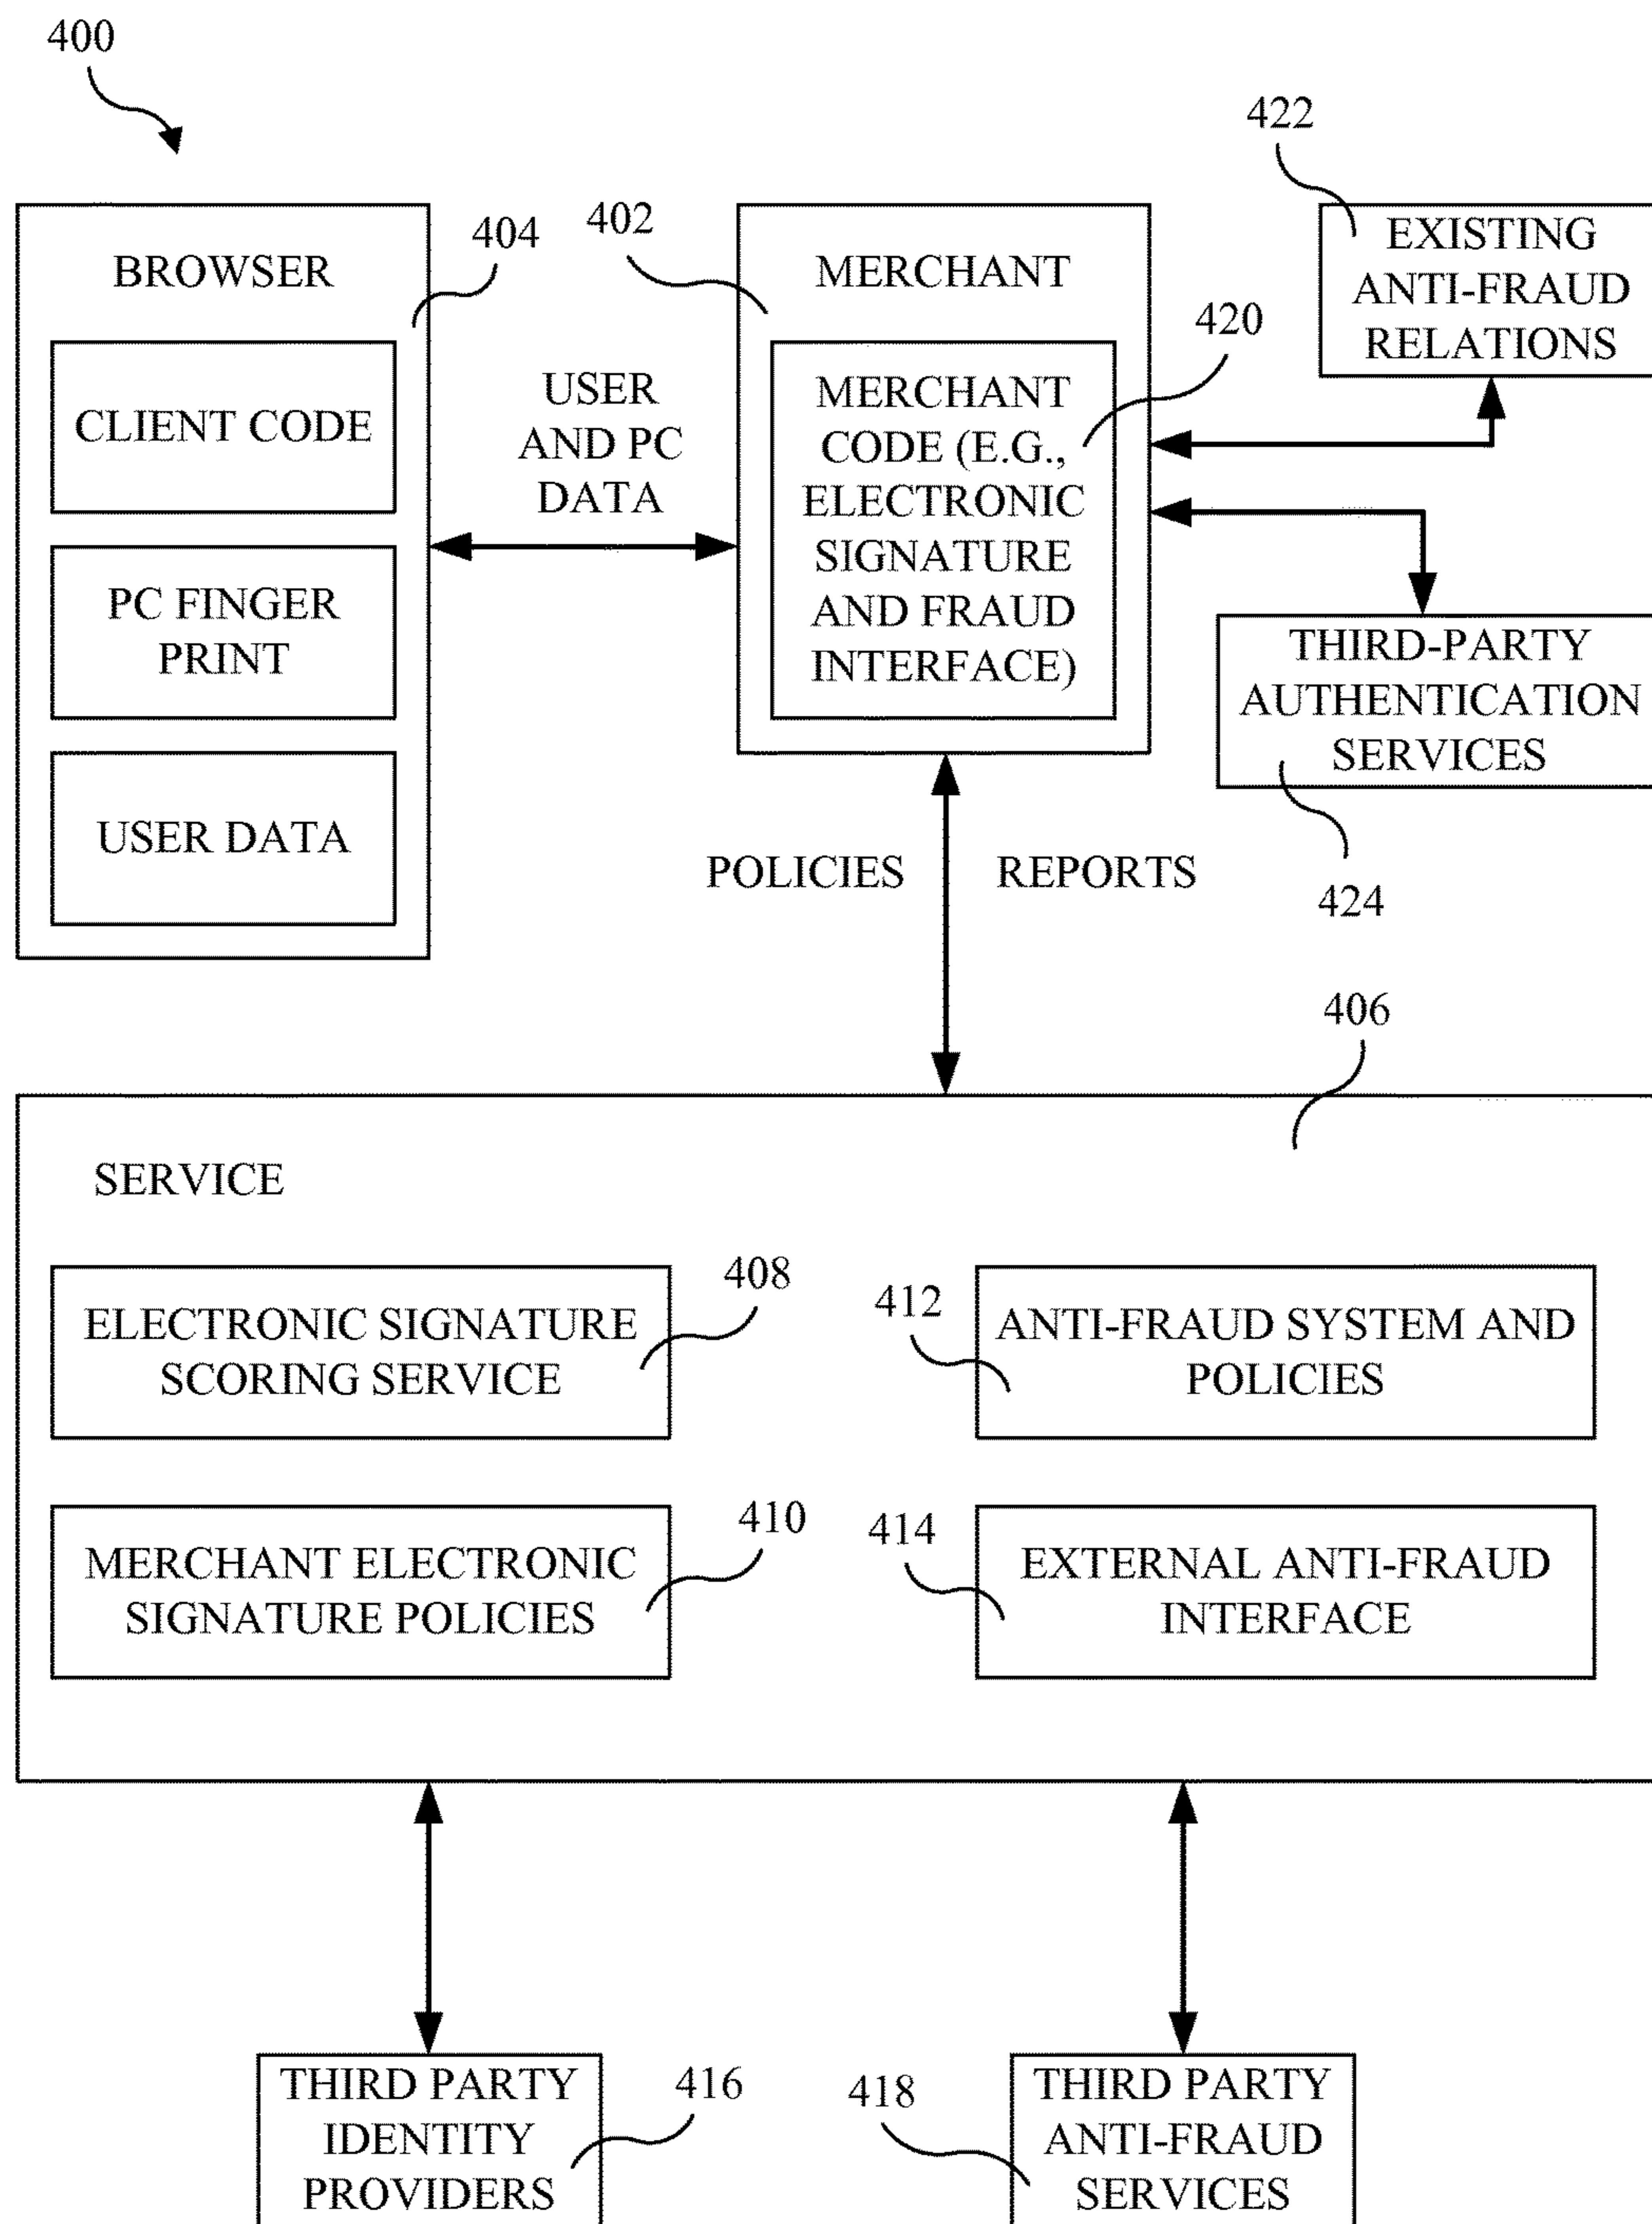 400
422
404
402
BROWSER
MERCHANT
EXISTING
ANTI-FRAUD
RELATIONS
420
CLIENT CODE
USER
AND PC
DATA
MERCHANT
CODE (E.G.,
ELECTRONIC
SIGNATURE
AND FRAUD
INTERFACE)
PC FINGER
PRINT
THIRD-PARTY
AUTHENTICATION
SERVICES
USER DATA
POLICIES
REPORTS
424
406
SERVICE
408
412
ELECTRONIC SIGNATURE
SCORING SERVICE
ANTI-FRAUD SYSTEM AND
POLICIES
410
414
MERCHANT ELECTRONIC
SIGNATURE POLICIES
EXTERNAL ANTI-FRAUD
INTERFACE
THIRD PARTY
IDENTITY
PROVIDERS
416
418
THIRD PARTY
ANTI-FRAUD
SERVICES